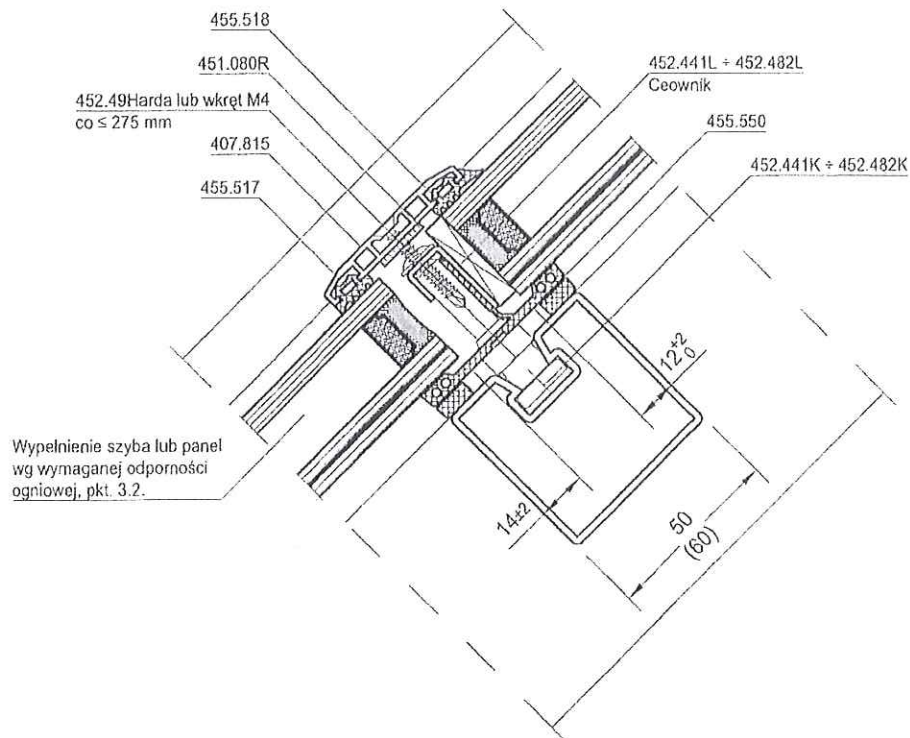 455.518
451.080R
452.49Harda lub wkręt M4
co ≤ 275 mm
407.815
455.517
452.441L ÷ 452.482L
Ceownik
455.550
452.441K ÷ 452.482K
12 +2 0
14±2
50
(60)
Wypełnienie szyba lub panel
wg wymaganej odporności
ogniowej, pkt. 3.2.